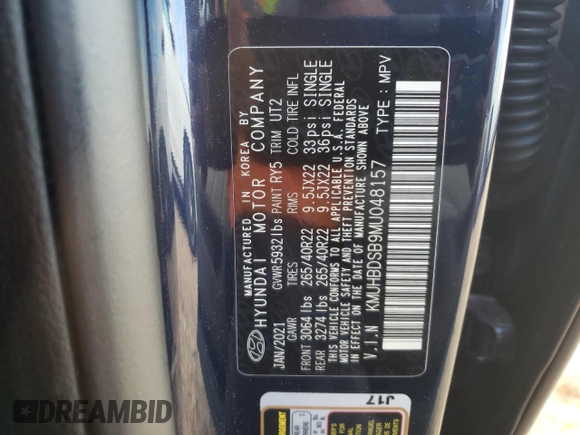 MANUFACTURED IN KOREA BY
HYUNDAI MOTOR COMPANY
JAN/2021 GVWR 5932 lbs PAINT RY5 TRIM UT2
GAWR TIRES RIMS COLD TIRE INFL
FRONT 3064 lbs 265/40R22 9.5JX22 33psi SINGLE
REAR 3274 lbs 265/40R22 9.5JX22 36psi SINGLE
THIS VEHICLE CONFORMS TO ALL APPLICABLE U.S.A. FEDERAL
MOTOR VEHICLE SAFETY AND THEFT PREVENTION STANDARDS
IN EFFECT ON THE DATE OF MANUFACTURE SHOWN ABOVE
V.I.N KMUHBDSB9MU048157 TYPE : MPV
J17
DREAMBID